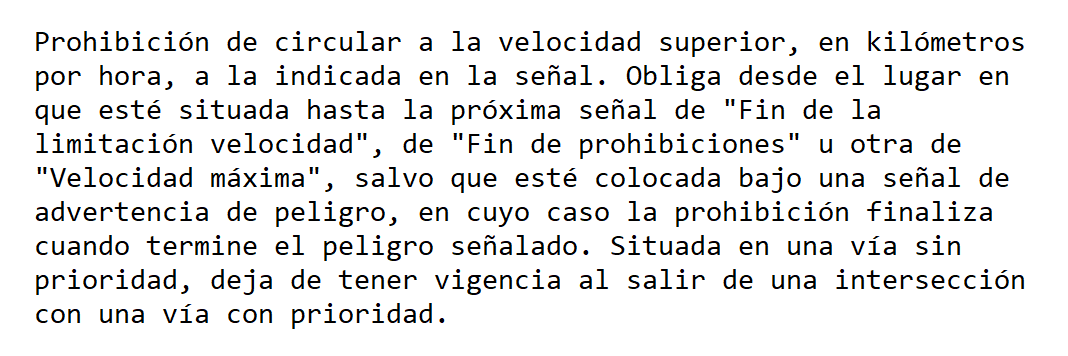 Prohibición de circular a la velocidad superior, en kilómetros
por hora, a la indicada en la señal. Obliga desde el lugar en
que esté situada hasta la próxima señal de "Fin de la
limitación velocidad", de "Fin de prohibiciones" u otra de
"Velocidad máxima", salvo que esté colocada bajo una señal de
advertencia de peligro, en cuyo caso la prohibición finaliza
cuando termine el peligro señalado. Situada en una vía sin
prioridad, deja de tener vigencia al salir de una intersección
con una vía con prioridad.